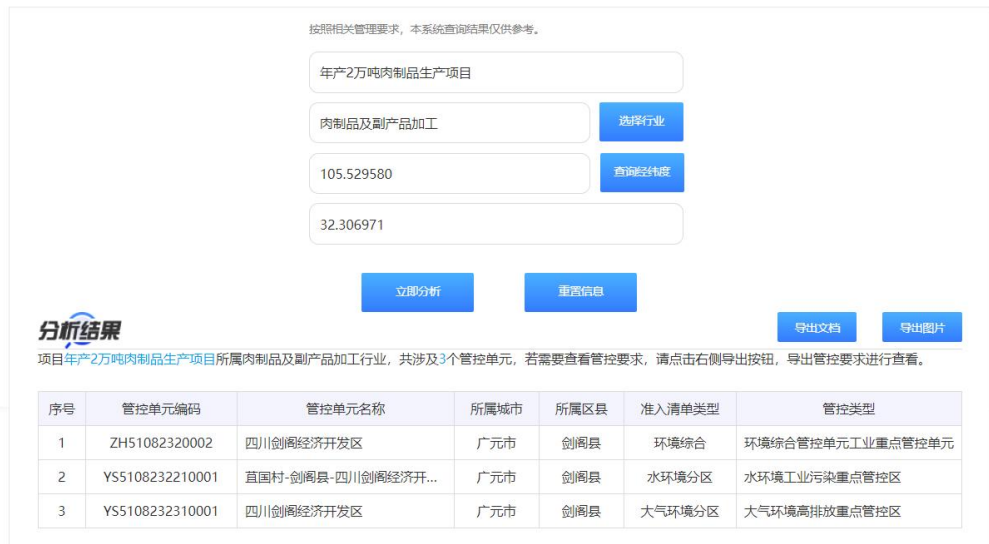 按照相关管理要求，本系统查询结果仅供参考。
年产2万吨肉制品生产项目
肉制品及副产品加工 选择行业
105.529580 查询经纬度
32.306971
立即分析 重置信息
分析结果 导出文档 导出图片
项目年产2万吨肉制品生产项目所属肉制品及副产品加工行业，共涉及3个管控单元，若需要查看管控要求，请点击右侧导出按钮，导出管控要求进行查看。
序号 管控单元编码 管控单元名称 所属城市 所属区县 准入清单类型 管控类型
1 ZH51082320002 四川剑阁经济开发区 广元市 剑阁县 环境综合 环境综合管控单元工业重点管控单元
2 YS5108232210001 苴国村-剑阁县-四川剑阁经济开... 广元市 剑阁县 水环境分区 水环境工业污染重点管控区
3 YS5108232310001 四川剑阁经济开发区 广元市 剑阁县 大气环境分区 大气环境高排放重点管控区